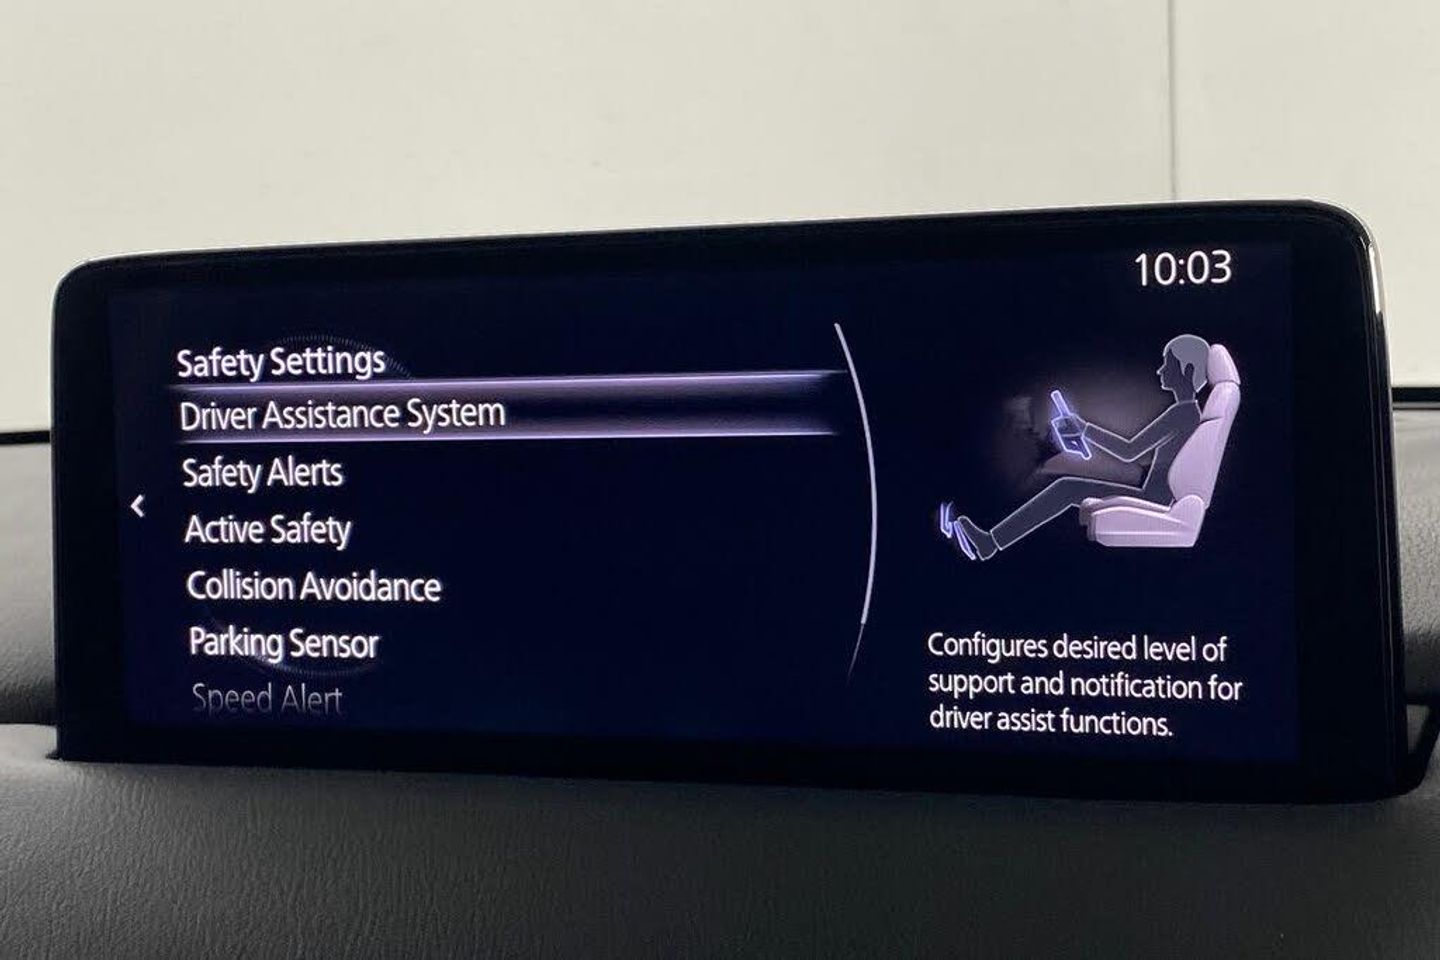 10:03
Safety Settings
Driver Assistance System
Safety Alerts
Active Safety
Collision Avoidance
Parking Sensor
Speed Alert
Configures desired level of
support and notification for
driver assist functions.